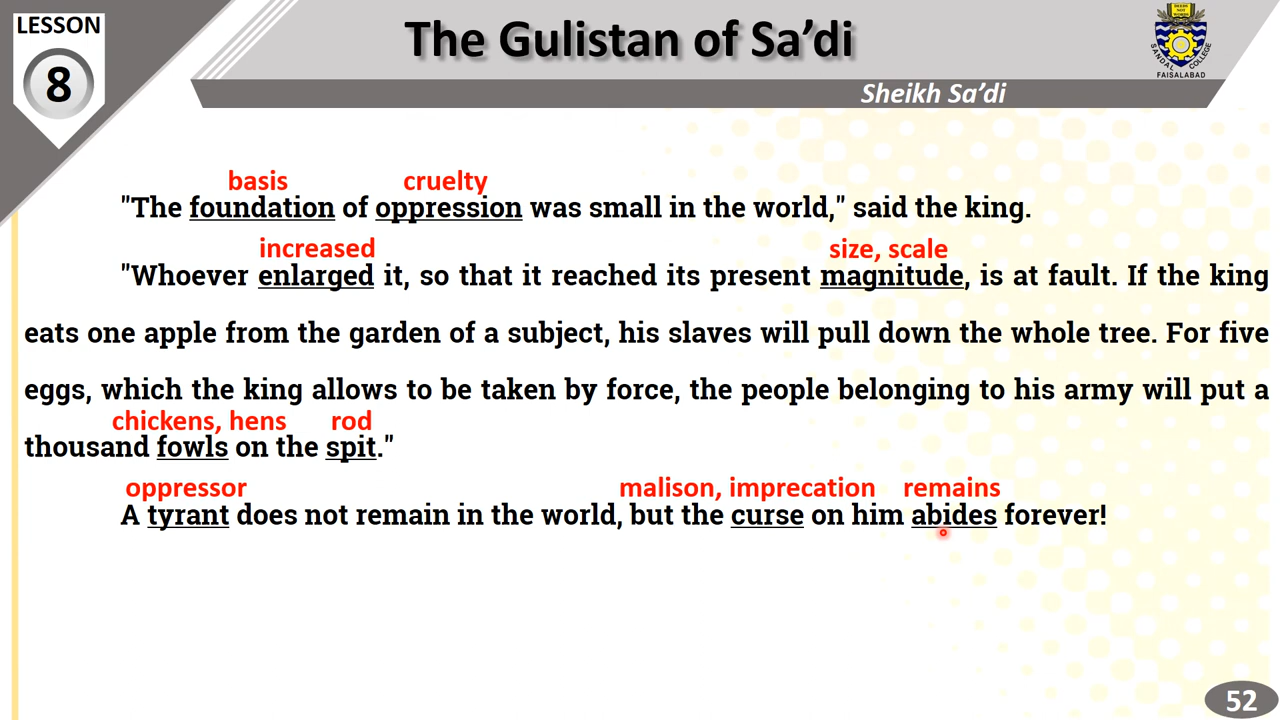 LESSON
8
The Gulistan of Sa’di
DEEDS NOT WORDS
SANDAL COLLEGE
FAISALABAD
Sheikh Sa’di
basis cruelty
"The foundation of oppression was small in the world," said the king.
increased size, scale
"Whoever enlarged it, so that it reached its present magnitude, is at fault. If the king
eats one apple from the garden of a subject, his slaves will pull down the whole tree. For five
eggs, which the king allows to be taken by force, the people belonging to his army will put a
chickens, hens rod
thousand fowls on the spit."
oppressor malison, imprecation remains
A tyrant does not remain in the world, but the curse on him abides forever!
52